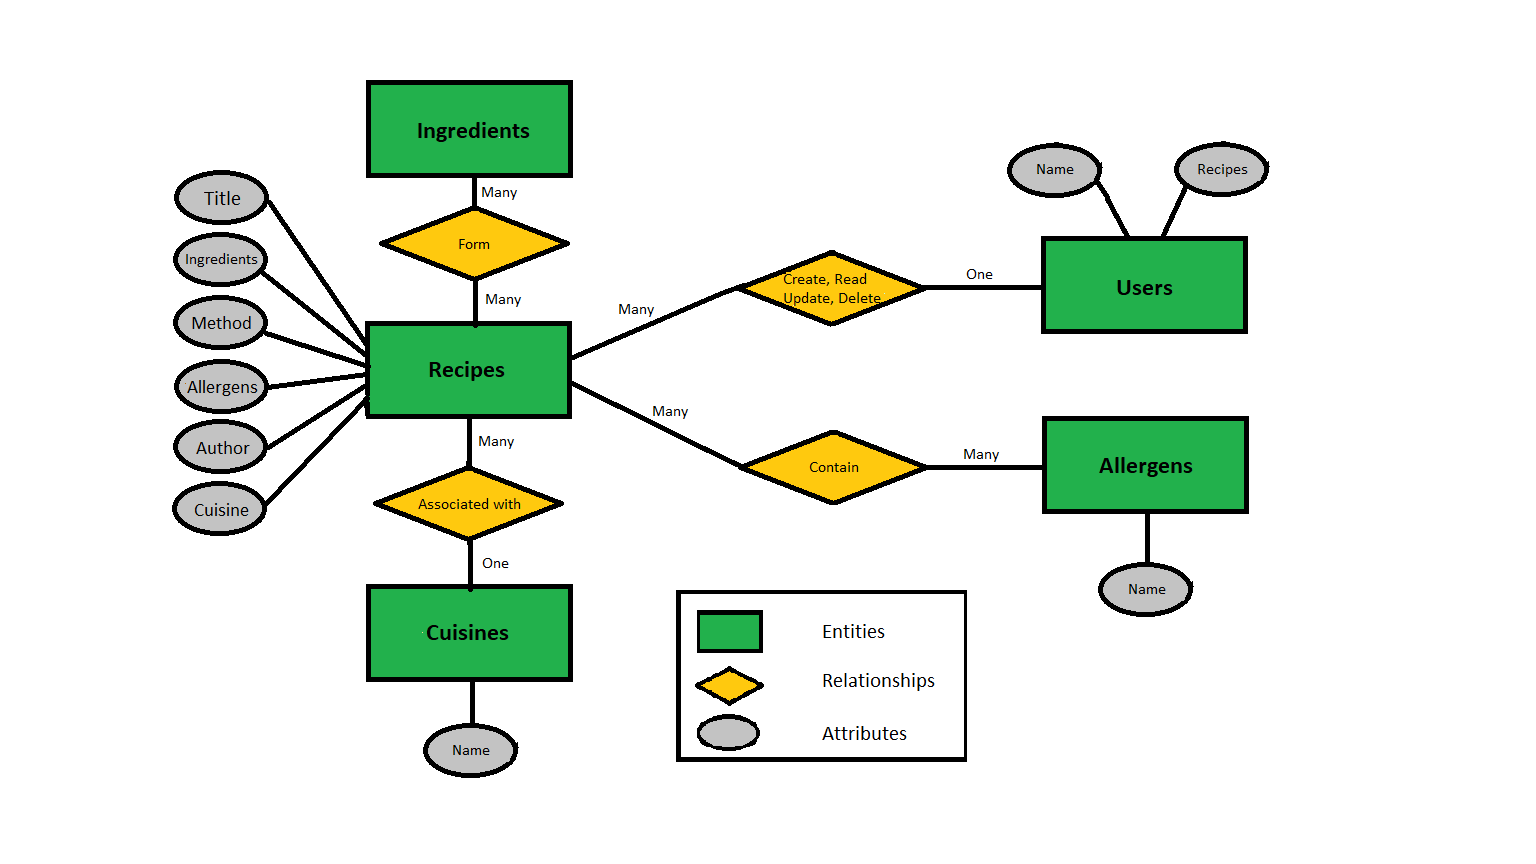 Ingredients
Many
Form
Many
Title
Ingredients
Method
Allergens
Author
Cuisine
Recipes
Many
Associated with
One
Cuisines
Name
Many
Create, Read
Update, Delete
One
Name
Recipes
Users
Many
Contain
Many
Allergens
Name
Entities
Relationships
Attributes